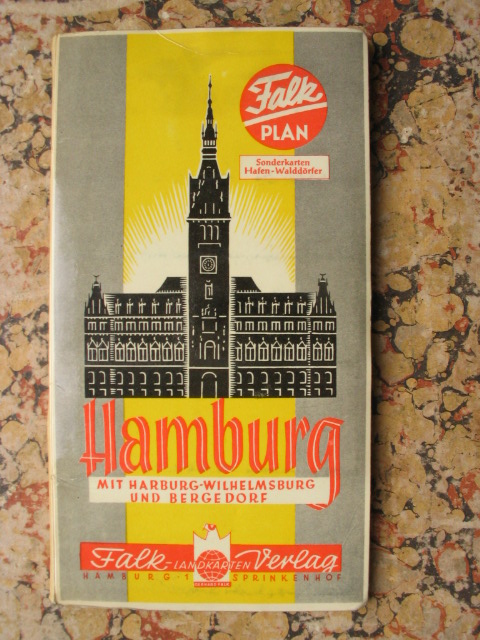 Falk
PLAN
Sonderkarten
Hafen-Walddörfer
Hamburg
MIT HARBURG-WILHELMSBURG
UND BERGEDORF
Falk-LANDKARTEN Verlag
HAMBURG·1 SPRINKENHOF